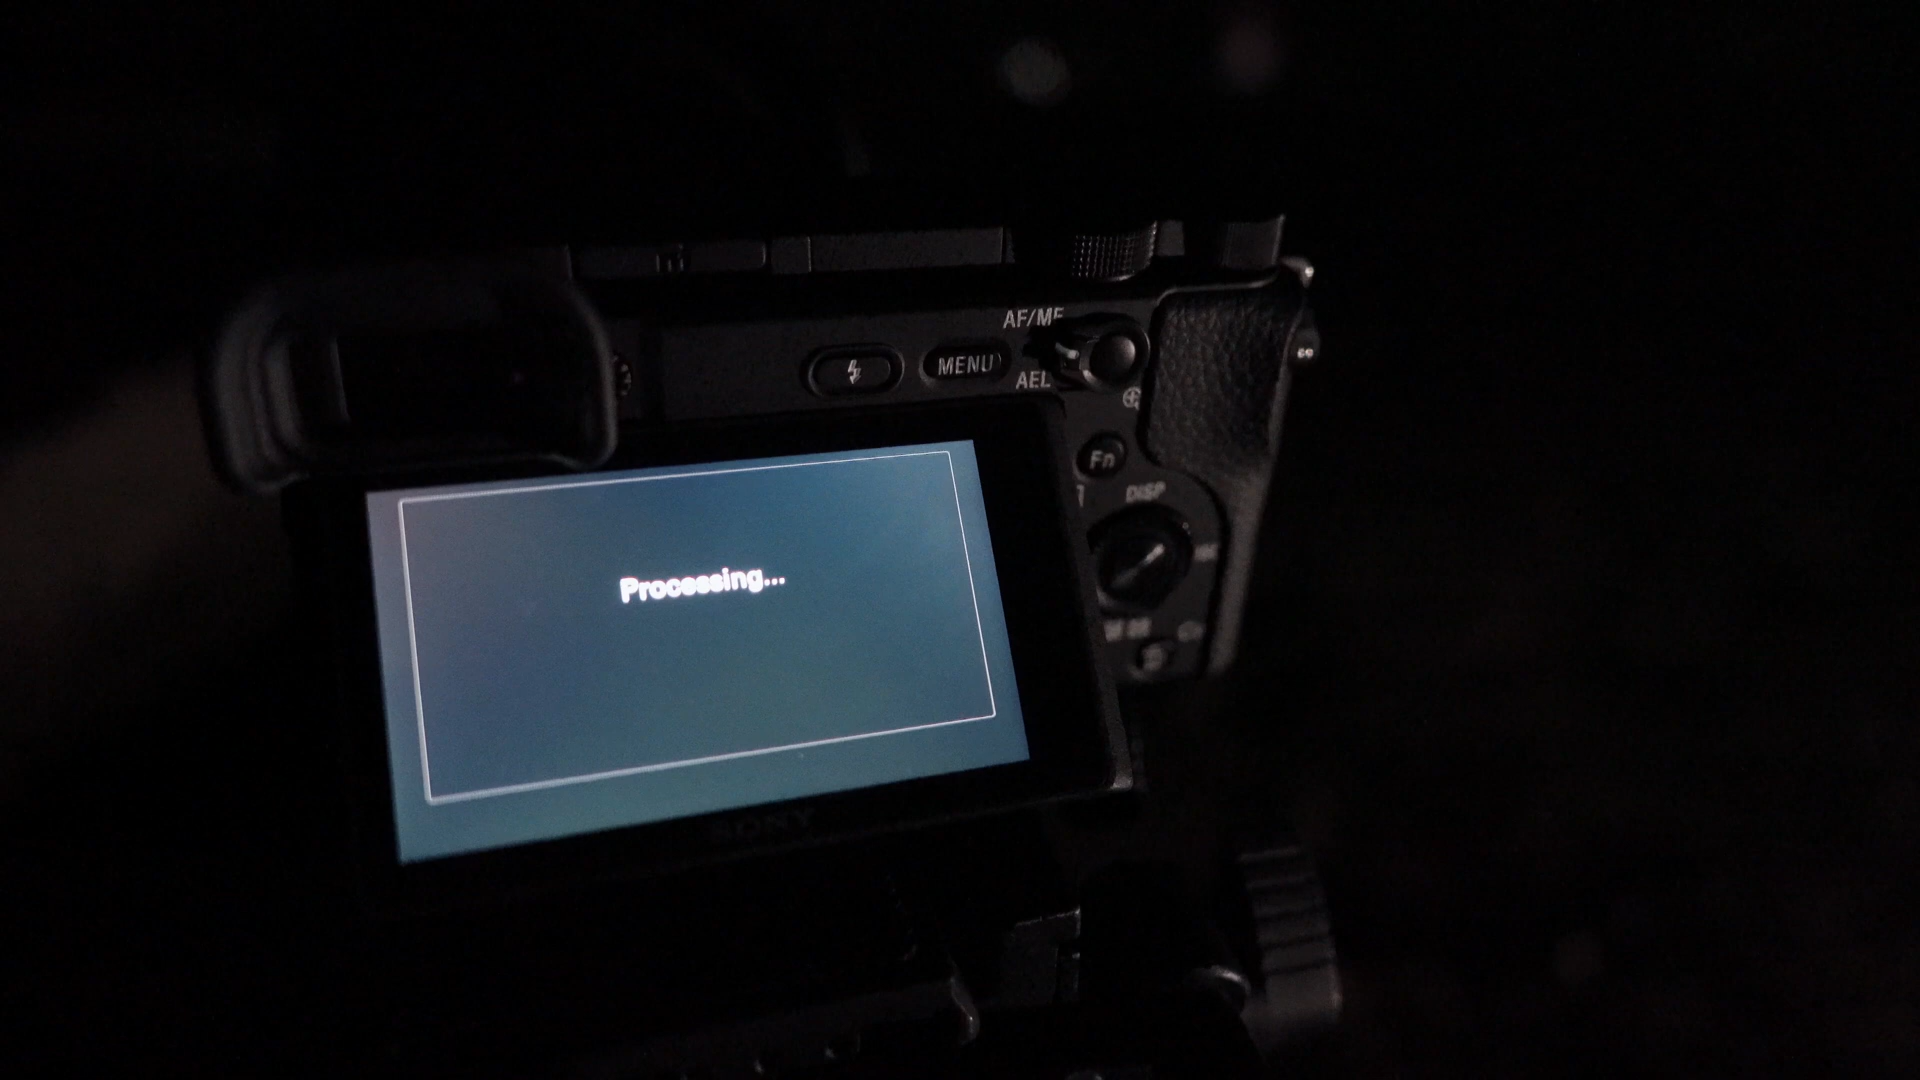 AF/MF
MENU
AEL
Fn
DISP
Processing...
SONY